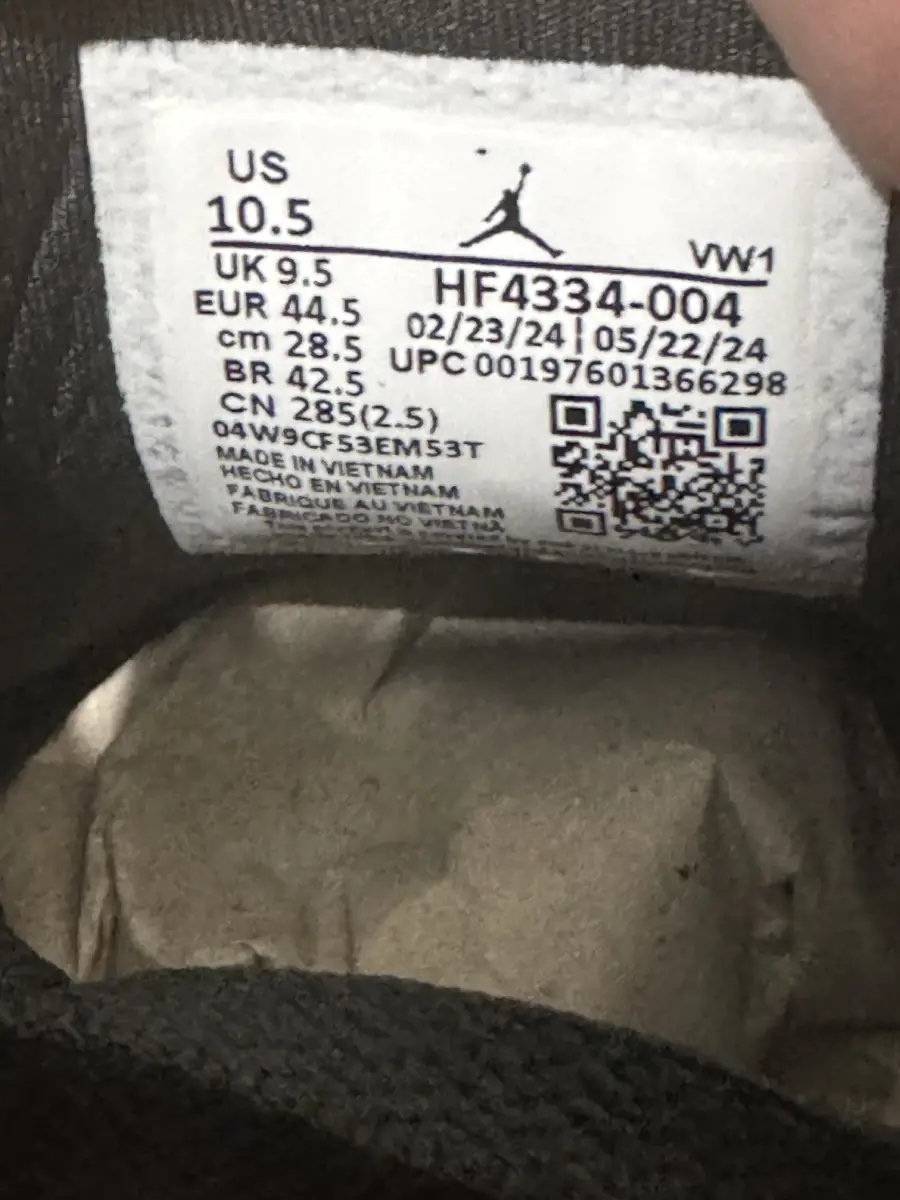 US
10.5
VW1
UK 9.5
HF4334-004
EUR 44.5
02/23/24 | 05/22/24
cm 28.5
UPC 00197601366298
BR 42.5
CN 285(2.5)
04W9CF53EM53T
MADE IN VIETNAM
HECHO EN VIETNAM
FABRIQUE AU VIETNAM
FABRICADO NO VIETNA